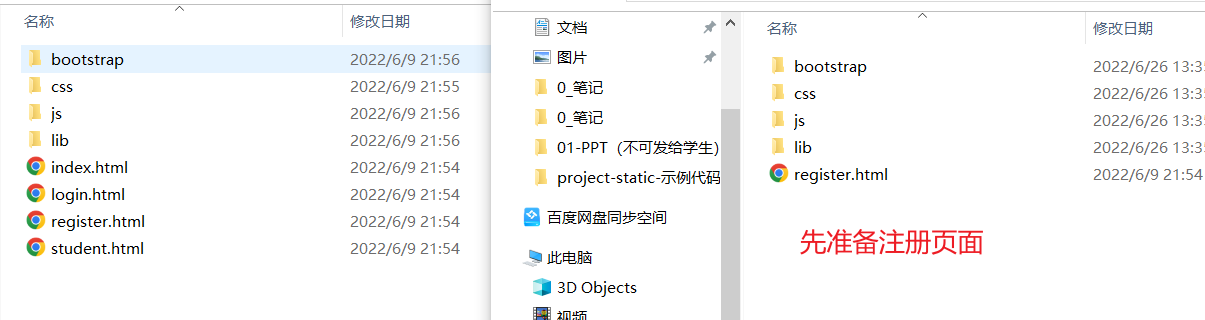 名称 修改日期
bootstrap 2022/6/9 21:56
css 2022/6/9 21:55
js 2022/6/9 21:56
lib 2022/6/9 21:56
index.html 2022/6/9 21:54
login.html 2022/6/9 21:54
register.html 2022/6/9 21:54
student.html 2022/6/9 21:54
文档
图片
0_笔记
0_笔记
01-PPT（不可发给学生）
project-static-示例代码
百度网盘同步空间
此电脑
3D Objects
视频
名称 修改日期
bootstrap 2022/6/26 13:35
css 2022/6/26 13:35
js 2022/6/26 13:35
lib 2022/6/26 13:35
register.html 2022/6/9 21:54
先准备注册页面